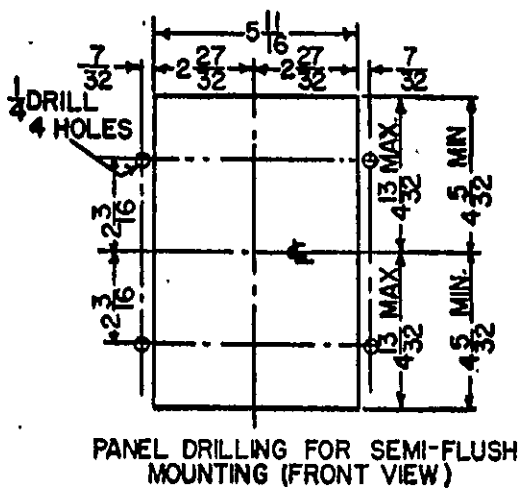 5 11/16
7/32 2 27/32 2 27/32 7/32
1/4 DRILL
4 HOLES
2 3/16
2 3/16
4 13/32 MAX.
4 5/32 MIN
4 13/32 MAX
4 5/32 MIN.
PANEL DRILLING FOR SEMI-FLUSH
MOUNTING (FRONT VIEW)